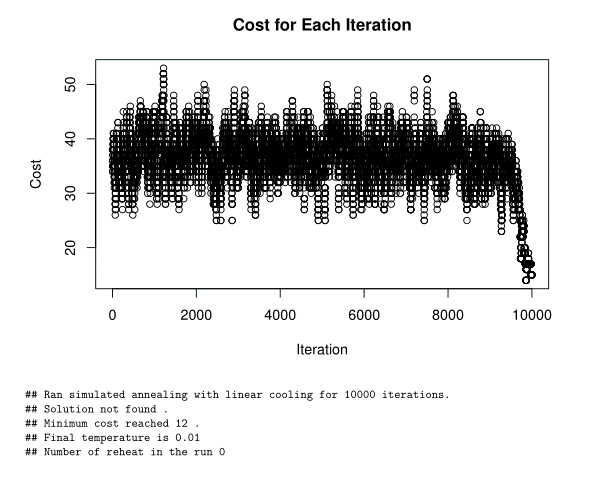 Cost for Each Iteration
50
40
30
20
Cost
0
2000
4000
6000
8000
10000
Iteration
## Ran simulated annealing with linear cooling for 10000 iterations.
## Solution not found .
## Minimum cost reached 12 .
## Final temperature is 0.01
## Number of reheat in the run 0